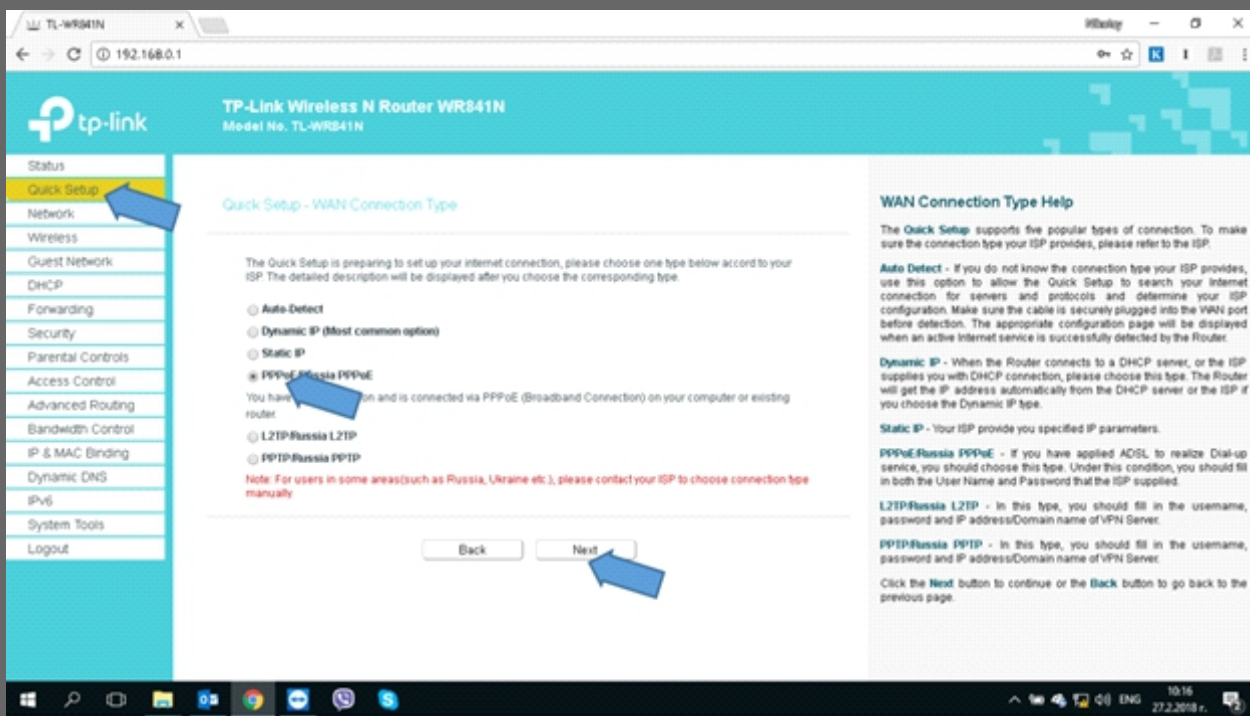 TL-WR841N
192.168.0.1
tp-link
TP-Link Wireless N Router WR841N
Model No. TL-WR841N
Status
Quick Setup
Network
Wireless
Guest Network
DHCP
Forwarding
Security
Parental Controls
Access Control
Advanced Routing
Bandwidth Control
IP & MAC Binding
Dynamic DNS
IPv6
System Tools
Logout
Quick Setup - WAN Connection Type
The Quick Setup is preparing to set up your internet connection, please choose one type below accord to your
ISP. The detailed description will be displayed after you choose the corresponding type.
Auto-Detect
Dynamic IP (Most common option)
Static IP
PPPoE/Russia PPPoE
You have and is connected via PPPoE (Broadband Connection) on your computer or existing
router.
L2TP/Russia L2TP
PPTP/Russia PPTP
Note: For users in some areas(such as Russia, Ukraine etc.), please contact your ISP to choose connection type
manually.
Back
Next
WAN Connection Type Help
The Quick Setup supports five popular types of connection. To make
sure the connection type your ISP provides, please refer to the ISP.
Auto Detect - If you do not know the connection type your ISP provides,
use this option to allow the Quick Setup to search your Internet
connection for servers and protocols and determine your ISP
configuration. Make sure the cable is securely plugged into the WAN port
before detection. The appropriate configuration page will be displayed
when an active Internet service is successfully detected by the Router.
Dynamic IP - When the Router connects to a DHCP server, or the ISP
supplies you with DHCP connection, please choose this type. The Router
will get the IP address automatically from the DHCP server or the ISP if
you choose the Dynamic IP type.
Static IP - Your ISP provide you specified IP parameters.
PPPoE/Russia PPPoE - If you have applied ADSL to realize Dial-up
service, you should choose this type. Under this condition, you should fill
in both the User Name and Password that the ISP supplied.
L2TP/Russia L2TP - In this type, you should fill in the username,
password and IP address/Domain name of VPN Server.
PPTP/Russia PPTP - In this type, you should fill in the username,
password and IP address/Domain name of VPN Server.
Click the Next button to continue or the Back button to go back to the
previous page.
ENG
10:16
27.2.2018 г.